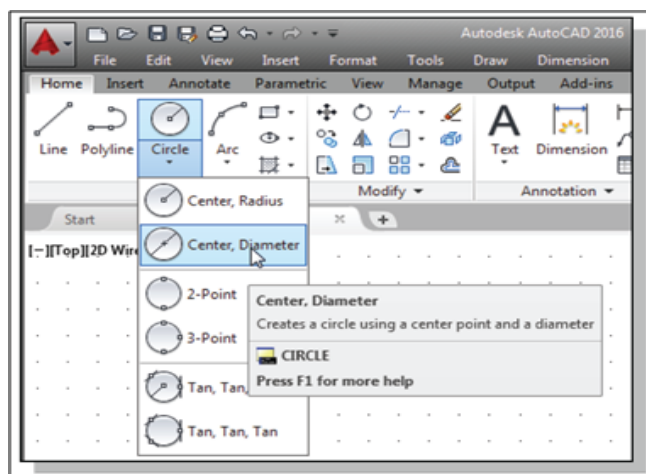 Autodesk AutoCAD 2016
File Edit View Insert Format Tools Draw Dimension
Home Insert Annotate Parametric View Manage Output Add-ins
Line Polyline Circle Arc Text Dimension
Modify Annotation
Start
[-][Top][2D Wire
Center, Radius
Center, Diameter
2-Point
3-Point
Tan, Tan,
Tan, Tan, Tan
Center, Diameter
Creates a circle using a center point and a diameter
CIRCLE
Press F1 for more help